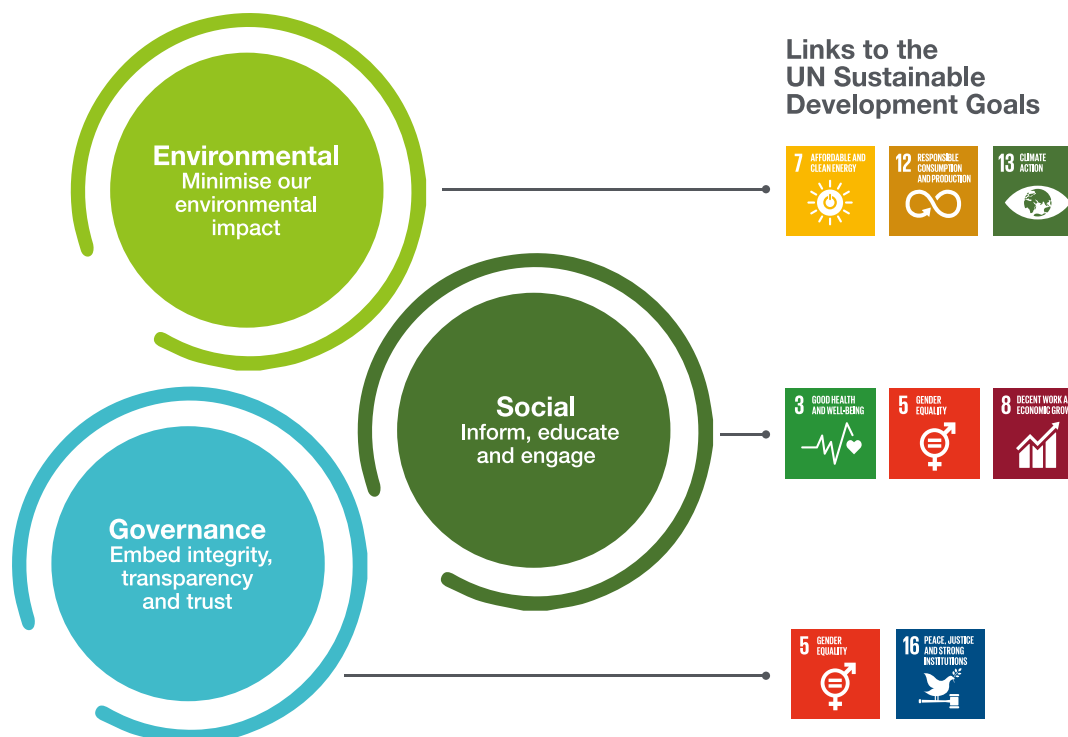 Links to the
UN Sustainable
Development Goals
Environmental
Minimise our
environmental
impact
7 AFFORDABLE AND
CLEAN ENERGY
12 RESPONSIBLE
CONSUMPTION
AND PRODUCTION
13 CLIMATE
ACTION
Social
Inform, educate
and engage
3 GOOD HEALTH
AND WELL-BEING
5 GENDER
EQUALITY
8 DECENT WORK
ECONOMIC
Governance
Embed integrity,
transparency
and trust
5 GENDER
EQUALITY
16 PEACE, JUSTICE
AND STRONG
INSTITUTIONS